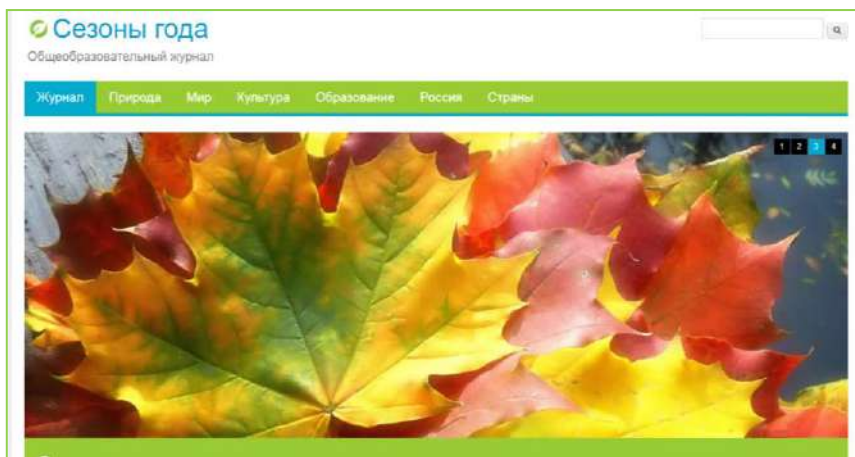 Сезоны года
Общеобразовательный журнал
Журнал Природа Мир Культура Образование Россия Страны
1 2 3 4